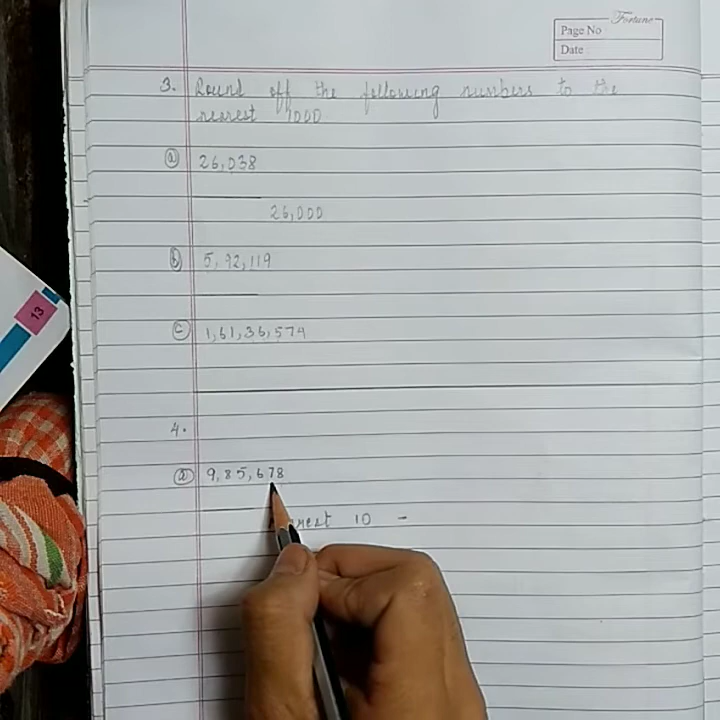 Fortune
Page No
Date
3. Round off the following numbers to the
nearest 1000
(a) 26,038
26,000
(b) 5,92,119
(c) 1,61,36,574
4.
(a) 9,85,678
10 -
13